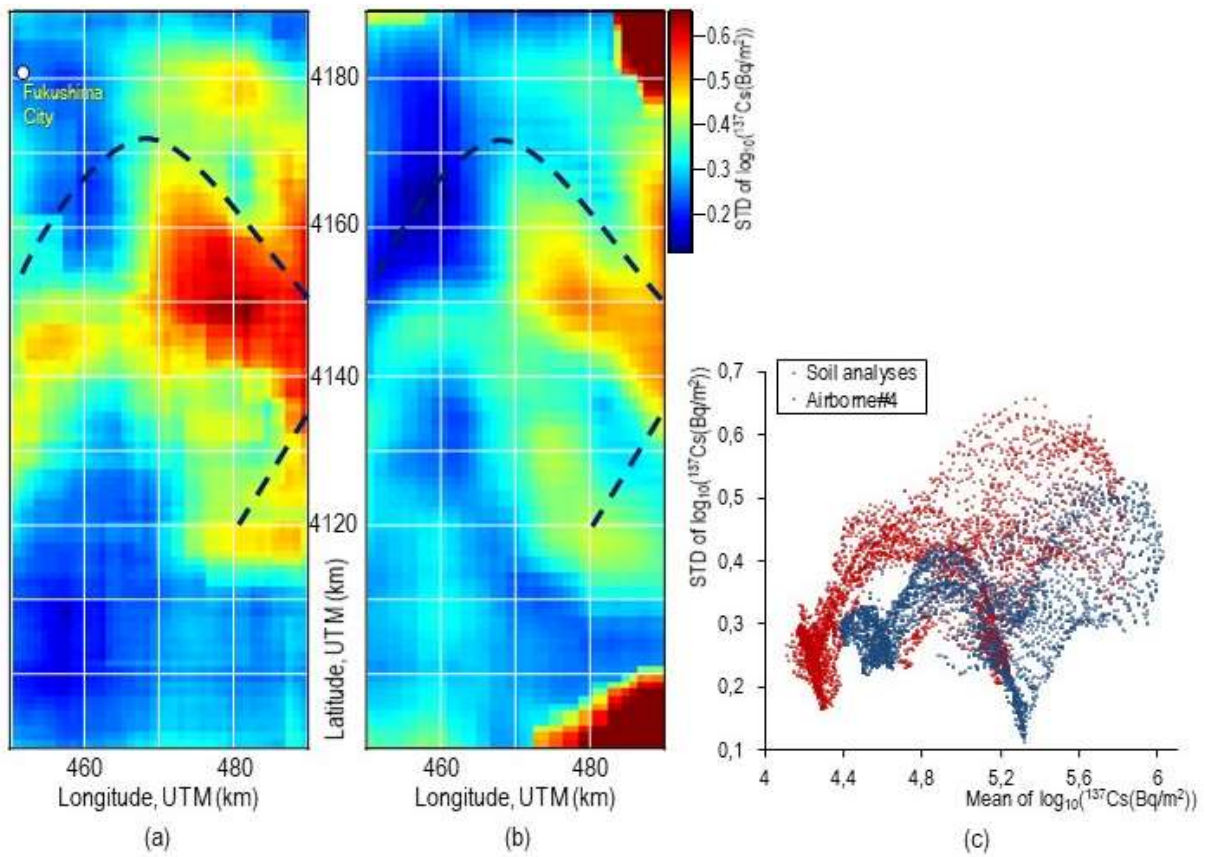 Fukushima
City
4180
4160
4140
4120
Latitude, UTM (km)
460
480
Longitude, UTM (km)
(a)
460
480
Longitude, UTM (km)
(b)
0.6
0.5
0.4
0.3
0.2
STD of log₁₀(¹³⁷Cs(Bq/m²))
Soil analyses
Airborne#4
0,7
0,6
0,5
0,4
0,3
0,2
0,1
STD of log₁₀(¹³⁷Cs(Bq/m²))
4
4,4
4,8
5,2
5,6
6
Mean of log₁₀(¹³⁷Cs(Bq/m²))
(c)